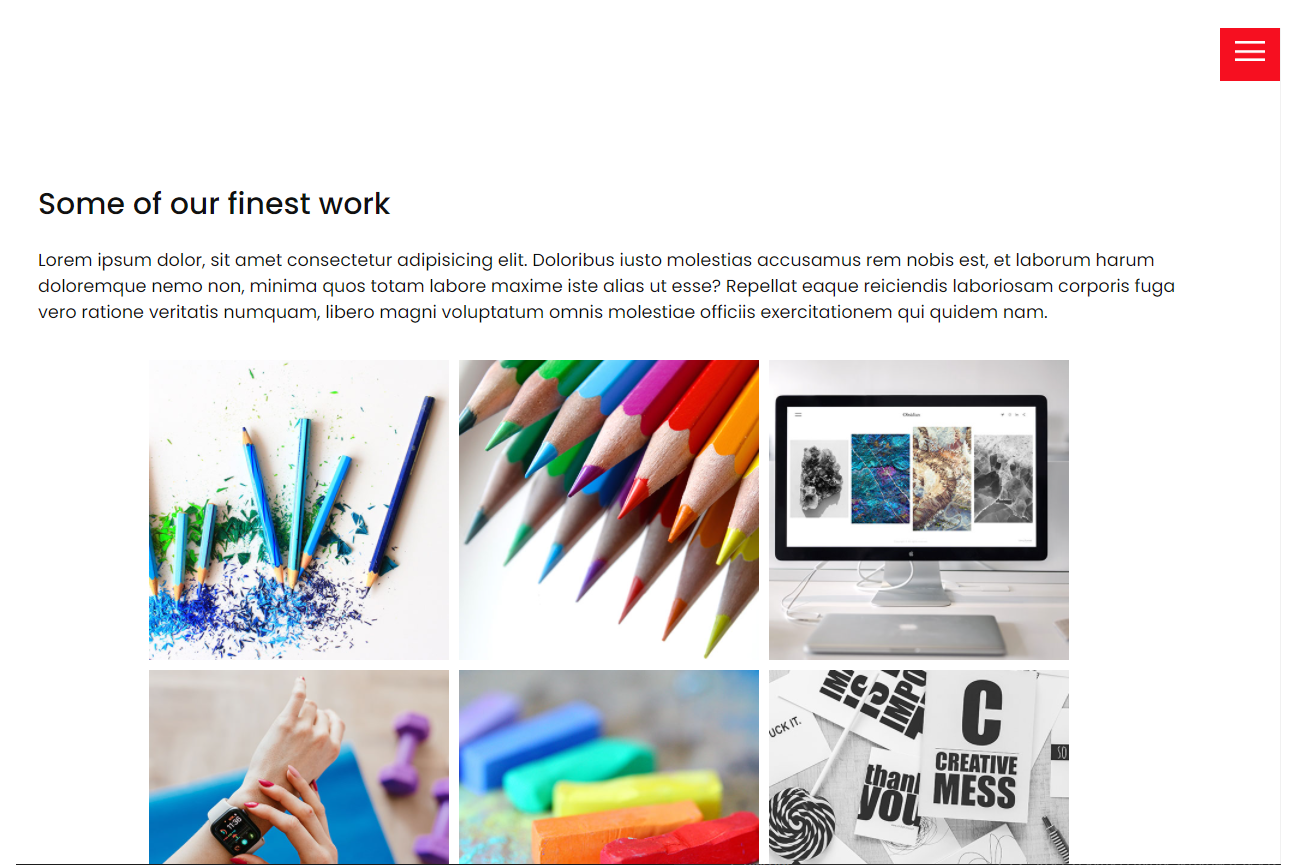 Some of our finest work
Lorem ipsum dolor, sit amet consectetur adipisicing elit. Doloribus iusto molestias accusamus rem nobis est, et laborum harum
doloremque nemo non, minima quos totam labore maxime iste alias ut esse? Repellat eaque reiciendis laboriosam corporis fuga
vero ratione veritatis numquam, libero magni voluptatum omnis molestiae officiis exercitationem qui quidem nam.
UCK IT.
IMPO
C
CREATIVE
MESS
SO
thank
you